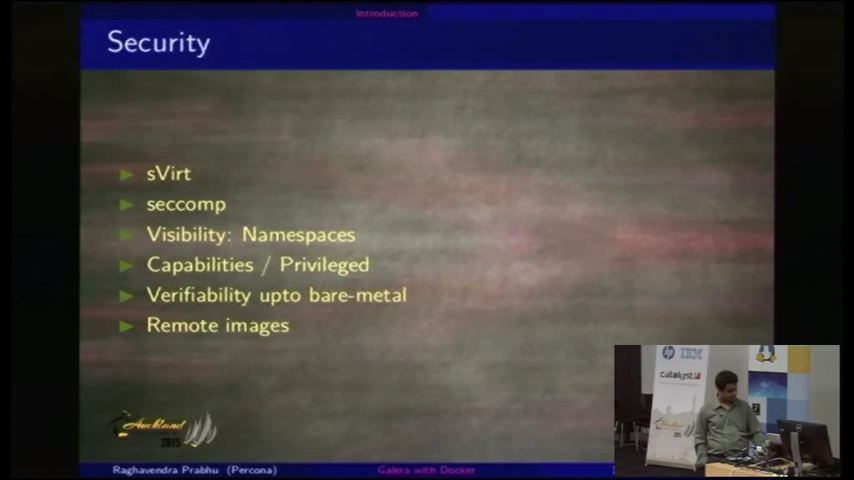 Introduction
Security
sVirt
seccomp
Visibility: Namespaces
Capabilities / Privileged
Verifiability upto bare-metal
Remote images
Auckland
2015
Raghavendra Prabhu (Percona)
Galera with Docker
hp IBM
catalyst